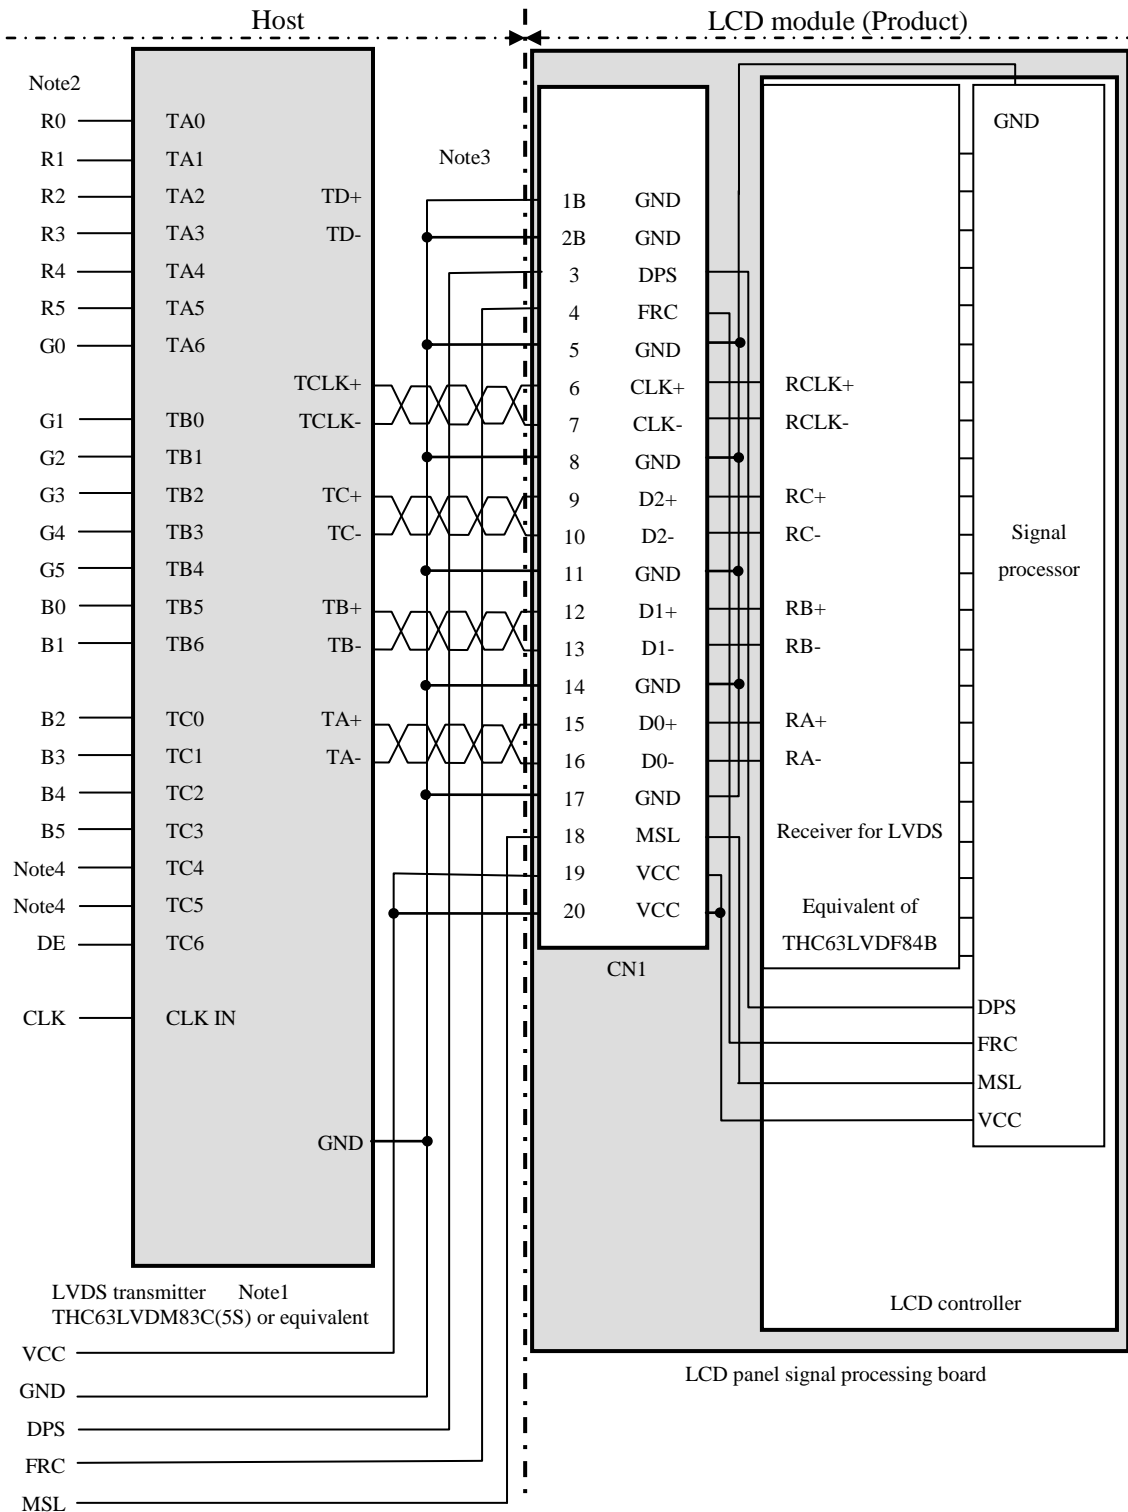 Host
LCD module (Product)
Note2
R0 TA0
R1 TA1
R2 TA2 TD+
R3 TA3 TD-
R4 TA4
R5 TA5
G0 TA6
TCLK+
G1 TB0 TCLK-
G2 TB1
G3 TB2 TC+
G4 TB3 TC-
G5 TB4
B0 TB5 TB+
B1 TB6 TB-
B2 TC0 TA+
B3 TC1 TA-
B4 TC2
B5 TC3
Note4 TC4
Note4 TC5
DE TC6
CLK CLK IN
GND
LVDS transmitter Note1
THC63LVDM83C(5S) or equivalent
VCC
GND
DPS
FRC
MSL
Note3
1B GND
2B GND
3 DPS
4 FRC
5 GND
6 CLK+
7 CLK-
8 GND
9 D2+
10 D2-
11 GND
12 D1+
13 D1-
14 GND
15 D0+
16 D0-
17 GND
18 MSL
19 VCC
20 VCC
CN1
RCLK+
RCLK-
RC+
RC-
RB+
RB-
RA+
RA-
Receiver for LVDS
Equivalent of
THC63LVDF84B
GND
Signal
processor
DPS
FRC
MSL
VCC
LCD controller
LCD panel signal processing board